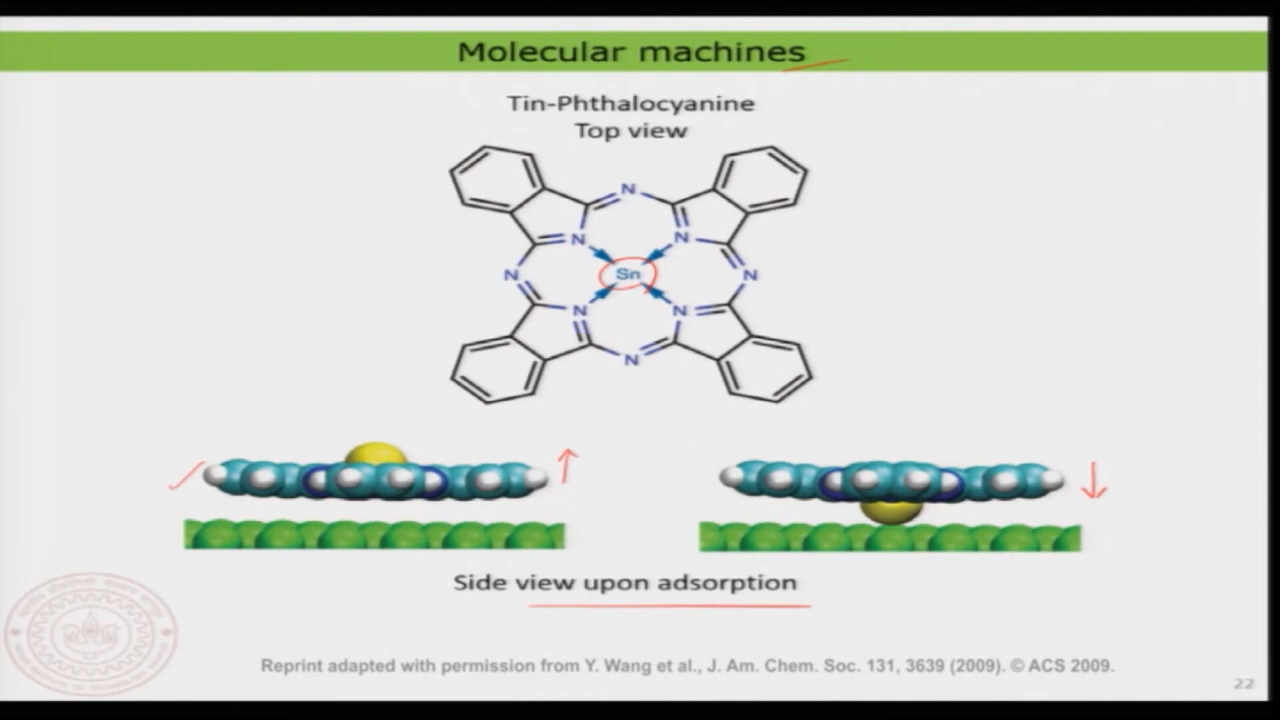 Molecular machines
Tin-Phthalocyanine
Top view
N
N
N
Sn
N
N
N
N
N
Side view upon adsorption
Reprint adapted with permission from Y. Wang et al., J. Am. Chem. Soc. 131, 3639 (2009). © ACS 2009.
22